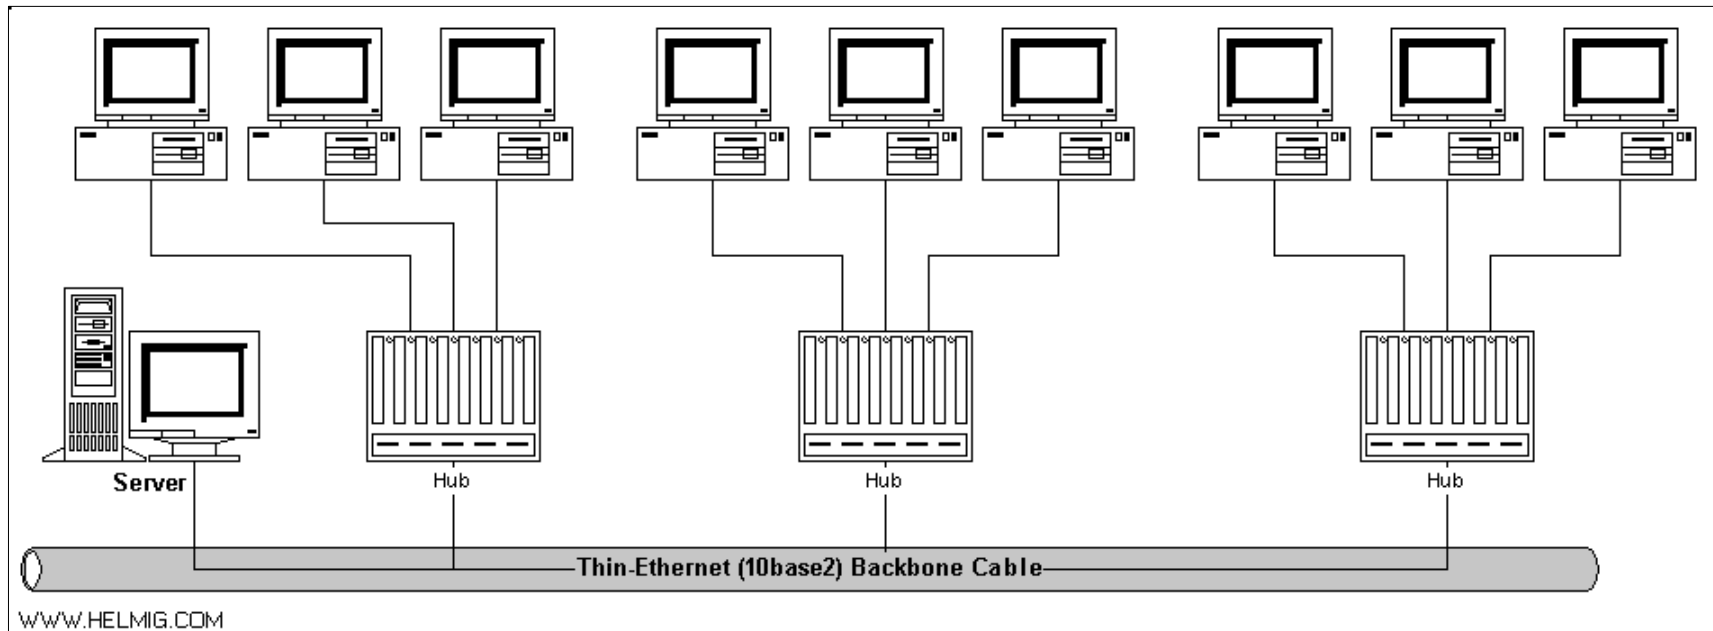 Server
Hub
Hub
Hub
Thin-Ethernet (10base2) Backbone Cable
WWW.HELMIG.COM